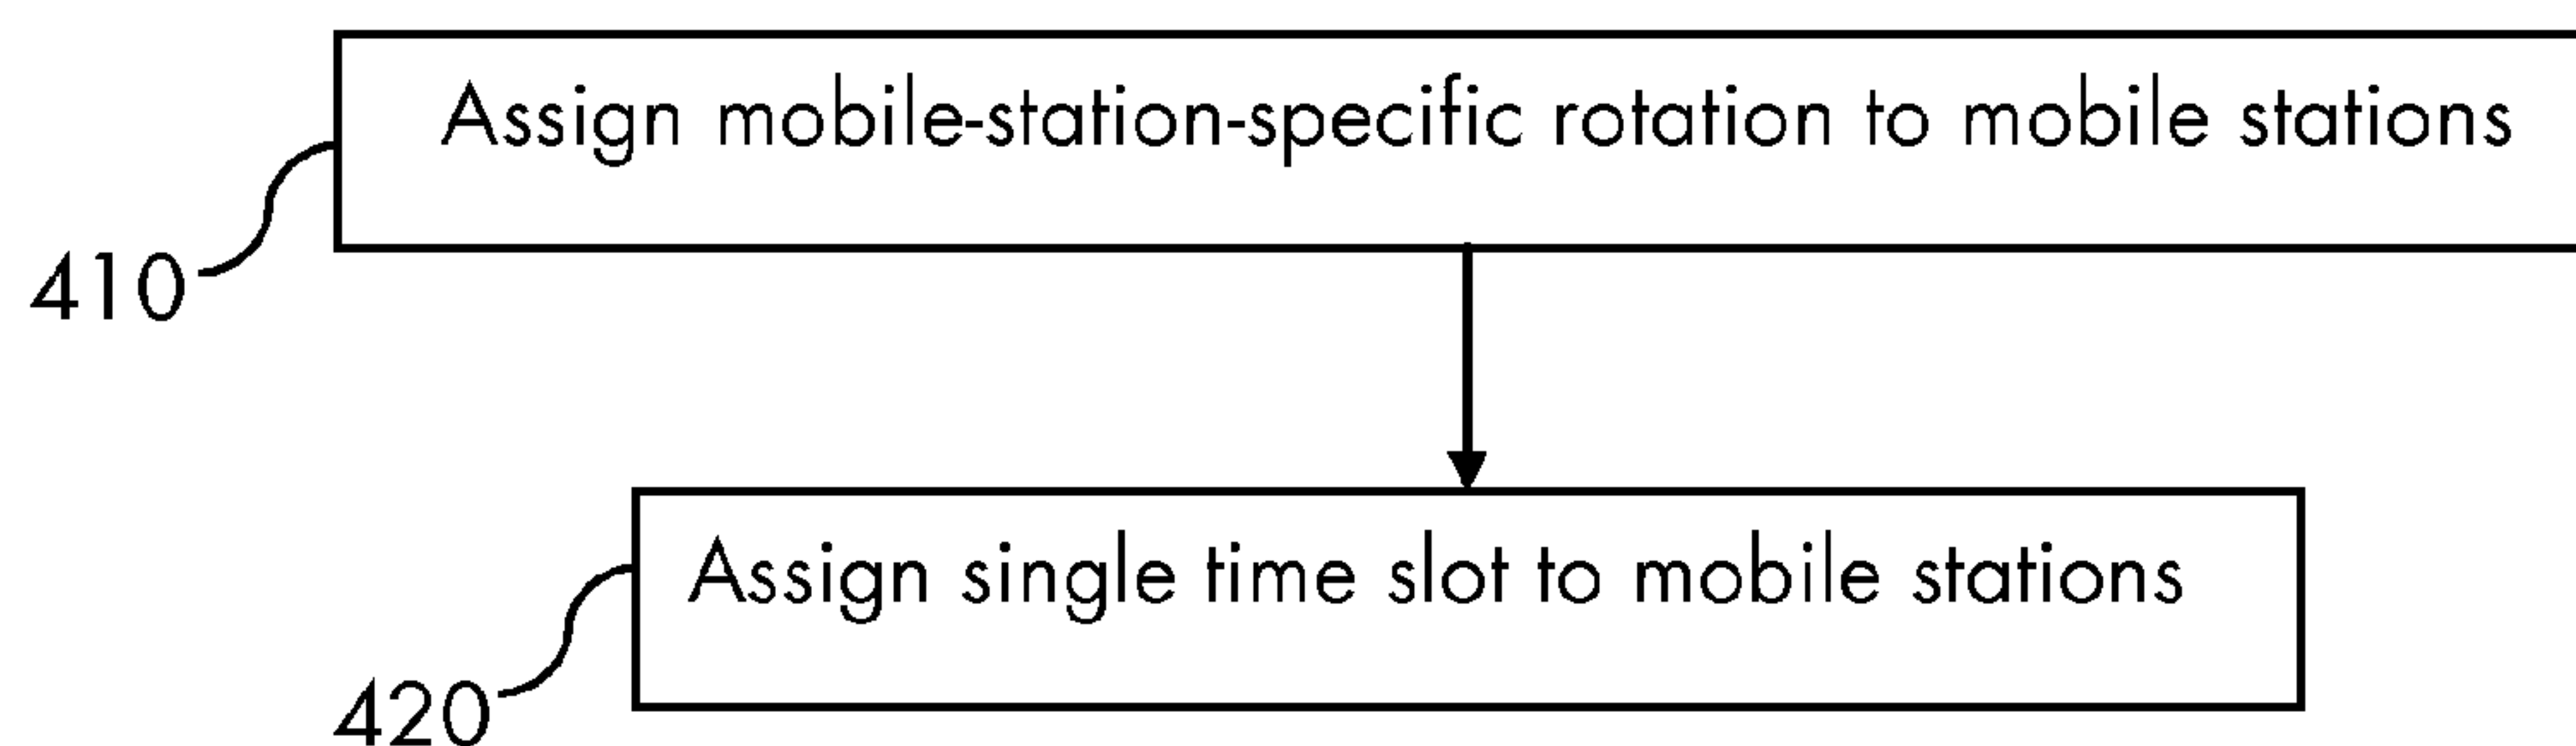 Assign mobile-station-specific rotation to mobile stations
410
Assign single time slot to mobile stations
420